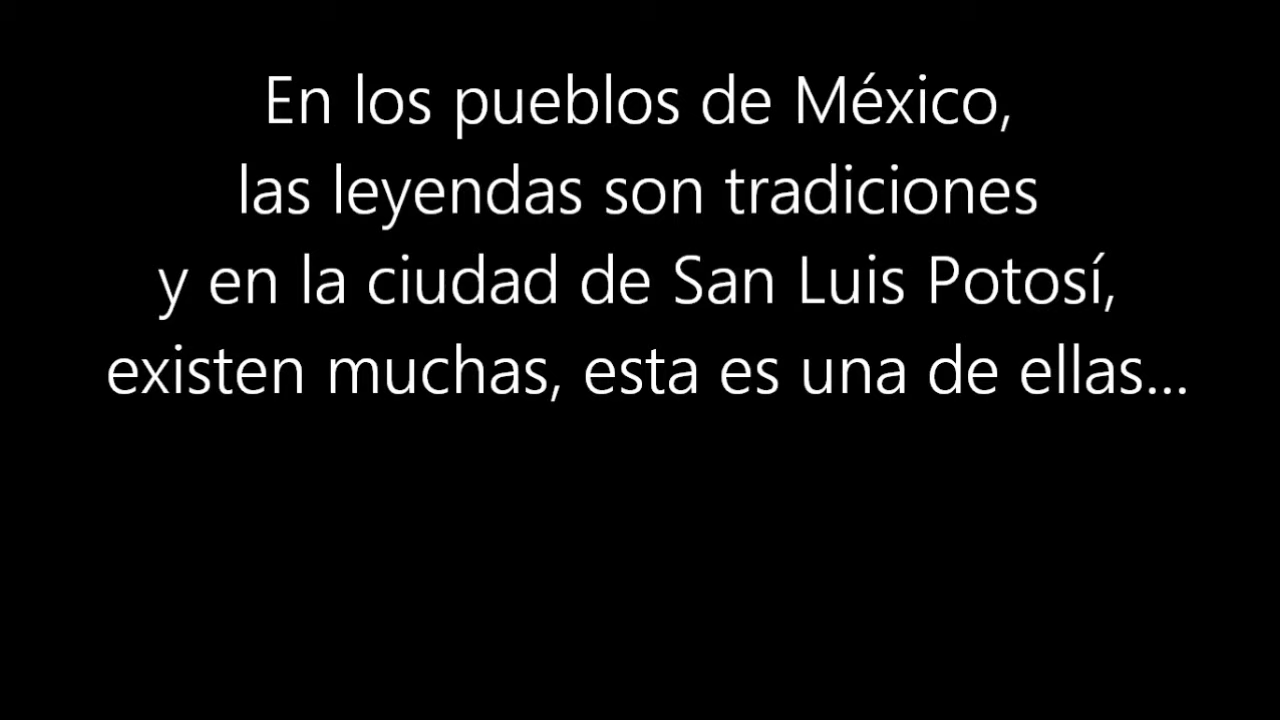 En los pueblos de México,
las leyendas son tradiciones
y en la ciudad de San Luis Potosí,
existen muchas, esta es una de ellas...